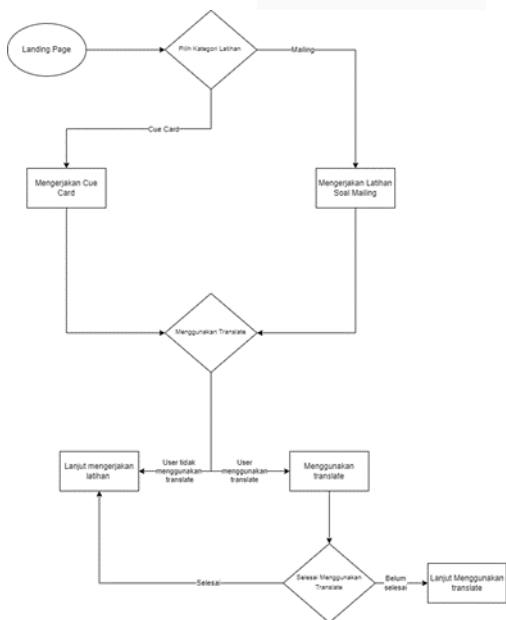 Landing Page
Pilih Kategori Latihan
Mailing
Cue Card
Mengerjakan Cue
Card
Mengerjakan Latihan
Soal Mailing
Menggunakan Translate
Lanjut mengerjakan
latihan
User tidak
menggunakan
translate
User
menggunakan
translate
Menggunakan
translate
Selesai
Selesai Menggunakan
Translate
Belum
selesai
Lanjut Menggunakan
translate